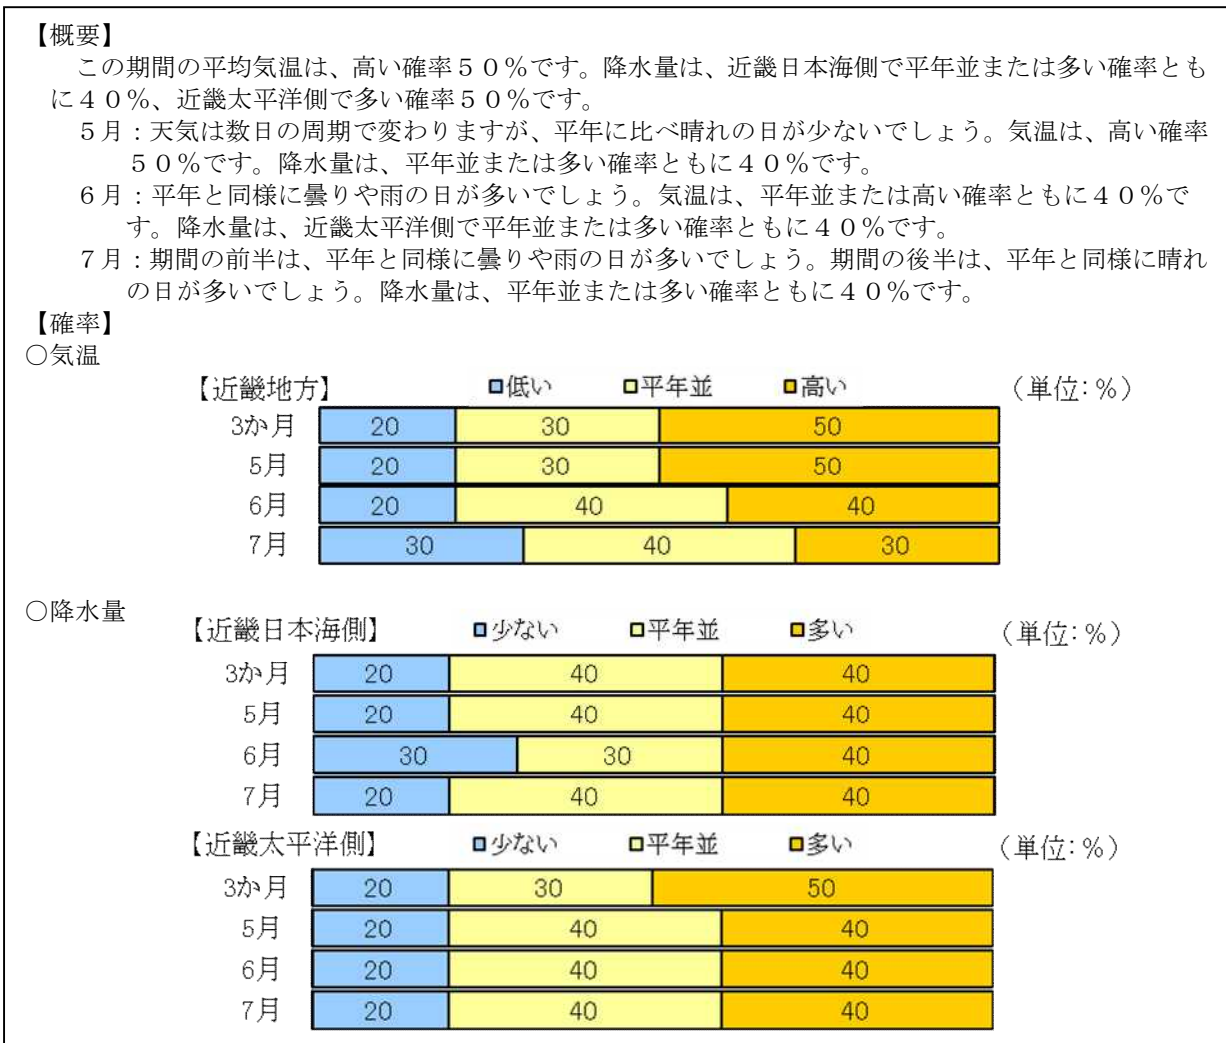 【概要】
この期間の平均気温は、高い確率５０％です。降水量は、近畿日本海側で平年並または多い確率とも
に４０％、近畿太平洋側で多い確率５０％です。
５月：天気は数日の周期で変わりますが、平年に比べ晴れの日が少ないでしょう。気温は、高い確率
５０％です。降水量は、平年並または多い確率ともに４０％です。
６月：平年と同様に曇りや雨の日が多いでしょう。気温は、平年並または高い確率ともに４０％で
す。降水量は、近畿太平洋側で平年並または多い確率ともに４０％です。
７月：期間の前半は、平年と同様に曇りや雨の日が多いでしょう。期間の後半は、平年と同様に晴れ
の日が多いでしょう。降水量は、平年並または多い確率ともに４０％です。
【確率】
○気温
【近畿地方】 低い 平年並 高い （単位：％）
3か月 20 30 50
5月 20 30 50
6月 20 40 40
7月 30 40 30
○降水量
【近畿日本海側】 少ない 平年並 多い （単位：％）
3か月 20 40 40
5月 20 40 40
6月 30 30 40
7月 20 40 40
【近畿太平洋側】 少ない 平年並 多い （単位：％）
3か月 20 30 50
5月 20 40 40
6月 20 40 40
7月 20 40 40